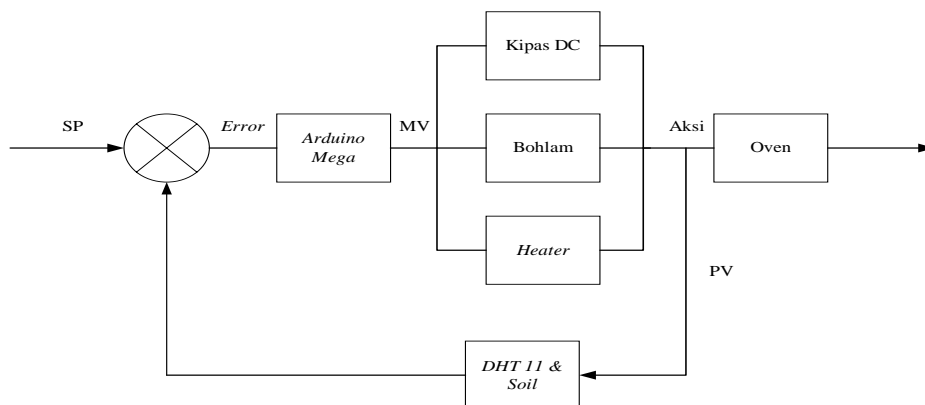 Kipas DC
SP
Error
Arduino
Mega
MV
Bohlam
Aksi
Oven
Heater
PV
DHT 11 &
Soil